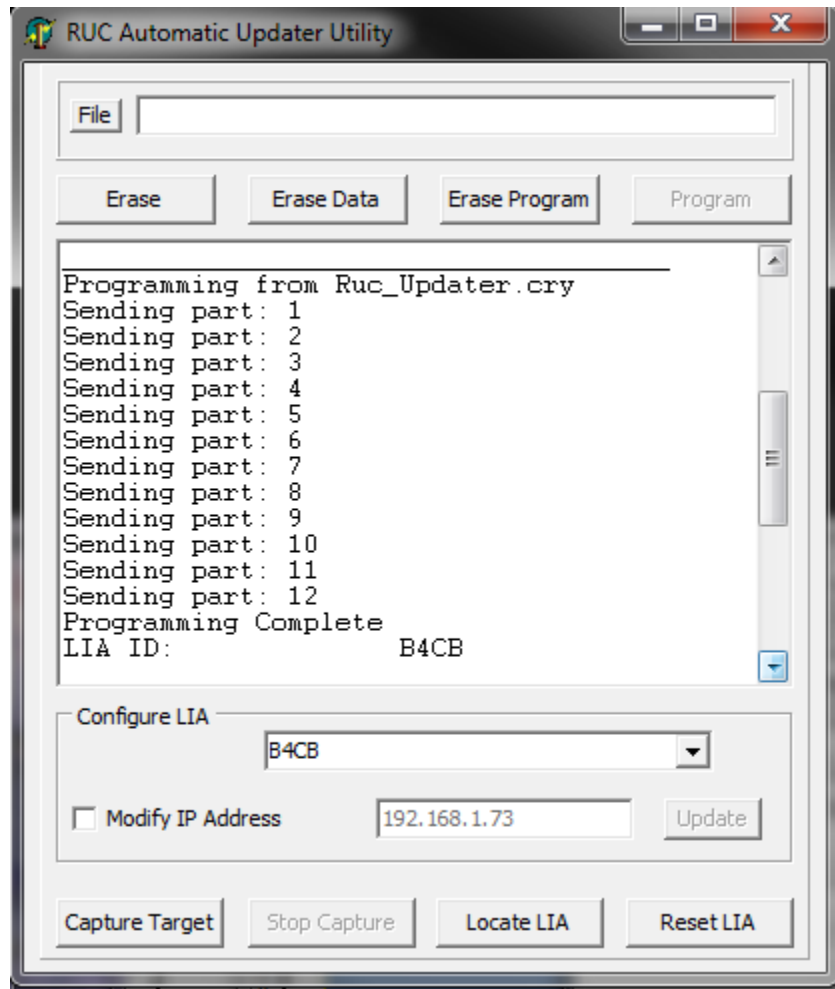 RUC Automatic Updater Utility
File
Erase Erase Data Erase Program Program
Programming from Ruc_Updater.cry
Sending part: 1
Sending part: 2
Sending part: 3
Sending part: 4
Sending part: 5
Sending part: 6
Sending part: 7
Sending part: 8
Sending part: 9
Sending part: 10
Sending part: 11
Sending part: 12
Programming Complete
LIA ID: B4CB
Configure LIA
B4CB
Modify IP Address 192.168.1.73 Update
Capture Target Stop Capture Locate LIA Reset LIA